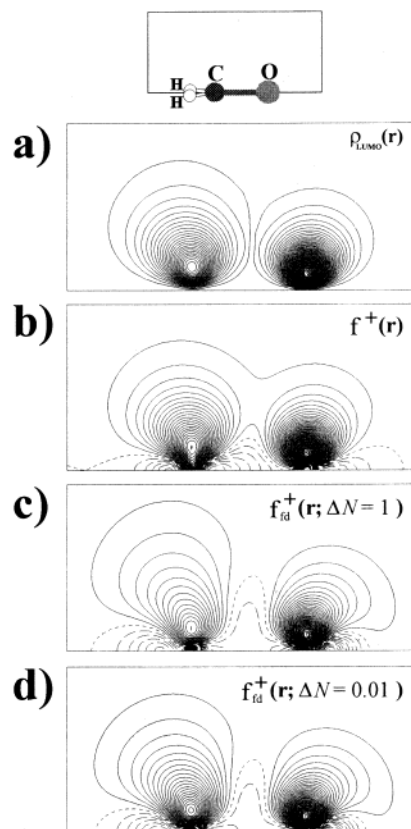 H C O
H
a) ρLUMO(r)
b) f+(r)
c) f+fd(r; ΔN = 1 )
d) f+fd(r; ΔN = 0.01 )